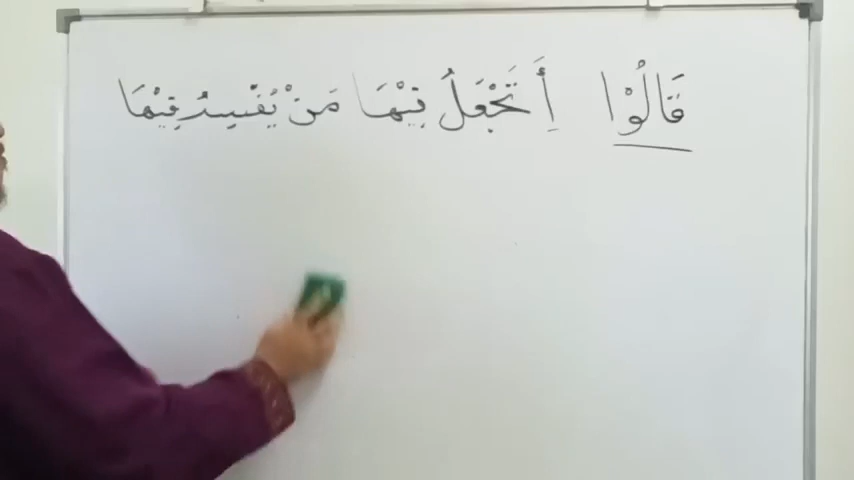 قَالُوْا أَتَجْعَلُ فِيْهَا مَنْ يُفْسِدُ فِيْهَا